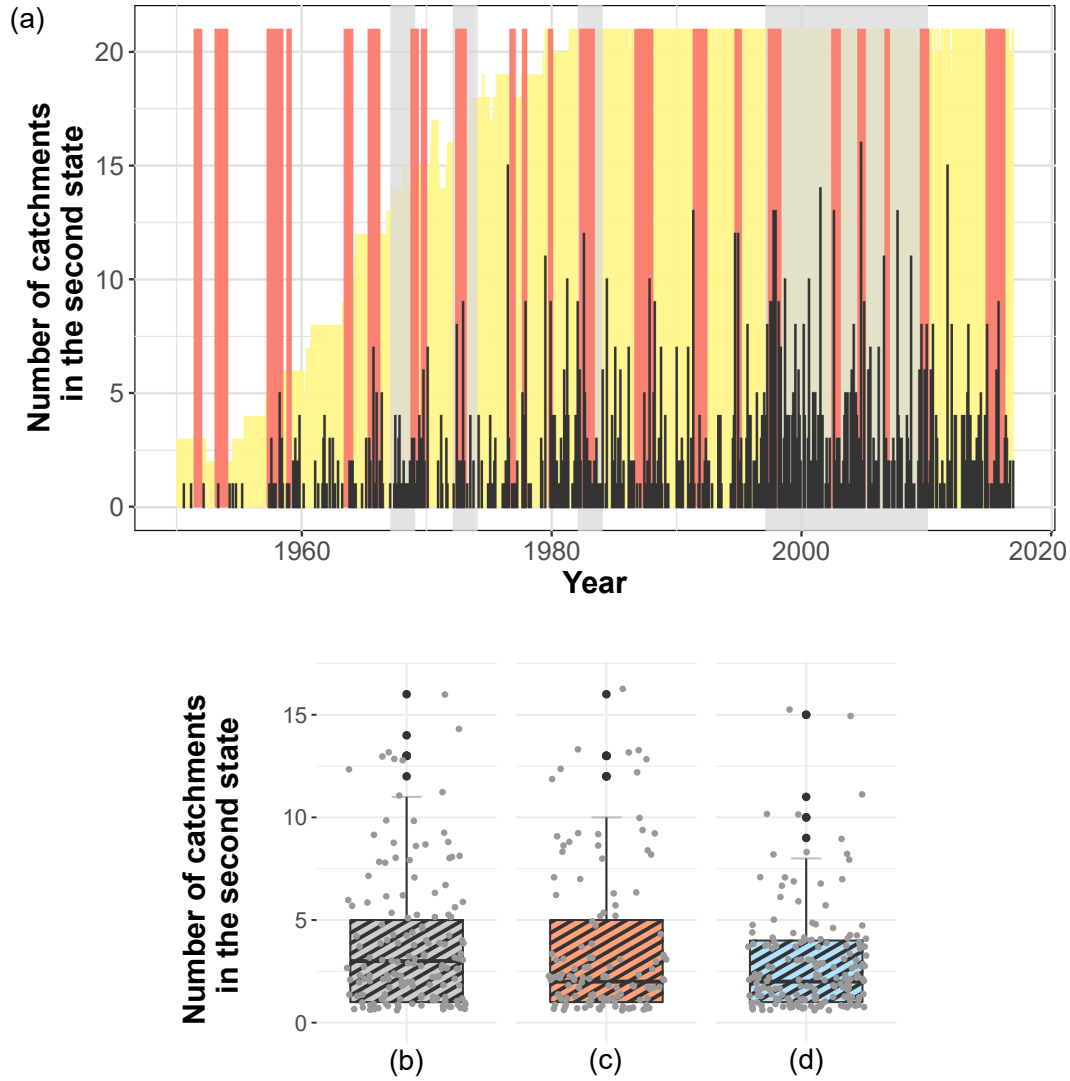 (a)
Number of catchments
in the second state
20
15
10
5
0
1960
1980
2000
2020
Year
Number of catchments
in the second state
15
10
5
0
(b)
(c)
(d)